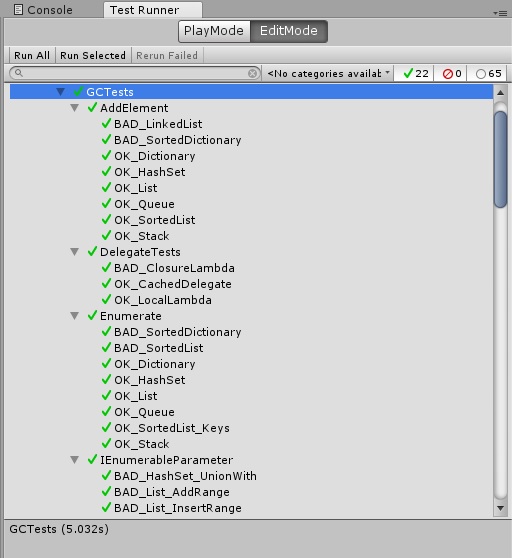 Console
Test Runner
PlayMode EditMode
Run All Run Selected Rerun Failed
<No categories availab 22 0 65
GCTests
AddElement
BAD_LinkedList
BAD_SortedDictionary
OK_Dictionary
OK_HashSet
OK_List
OK_Queue
OK_SortedList
OK_Stack
DelegateTests
BAD_ClosureLambda
OK_CachedDelegate
OK_LocalLambda
Enumerate
BAD_SortedDictionary
BAD_SortedList
OK_Dictionary
OK_HashSet
OK_List
OK_Queue
OK_SortedList_Keys
OK_Stack
IEnumerableParameter
BAD_HashSet_UnionWith
BAD_List_AddRange
BAD_List_InsertRange
GCTests (5.032s)